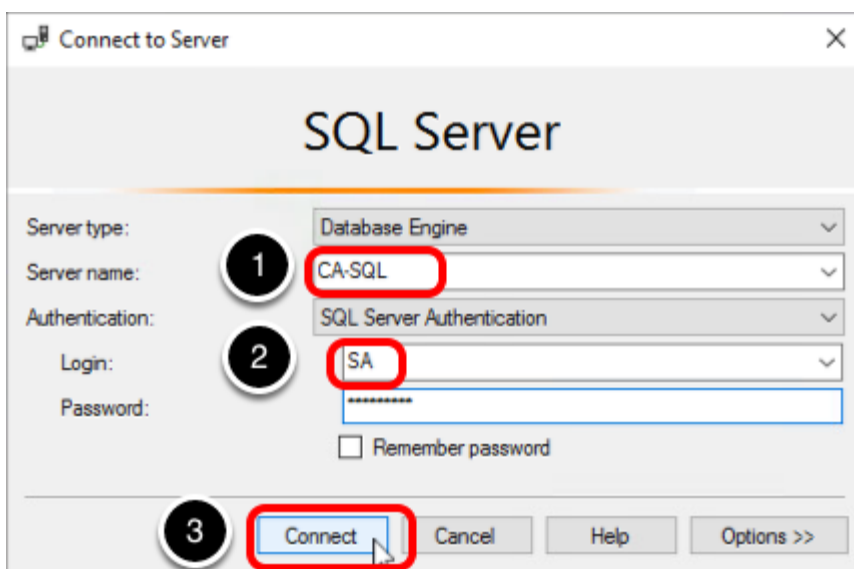 Connect to Server
SQL Server
Server type: Database Engine
1
Server name: CA-SQL
Authentication: SQL Server Authentication
2
Login: SA
Password: *********
Remember password
3
Connect Cancel Help Options >>